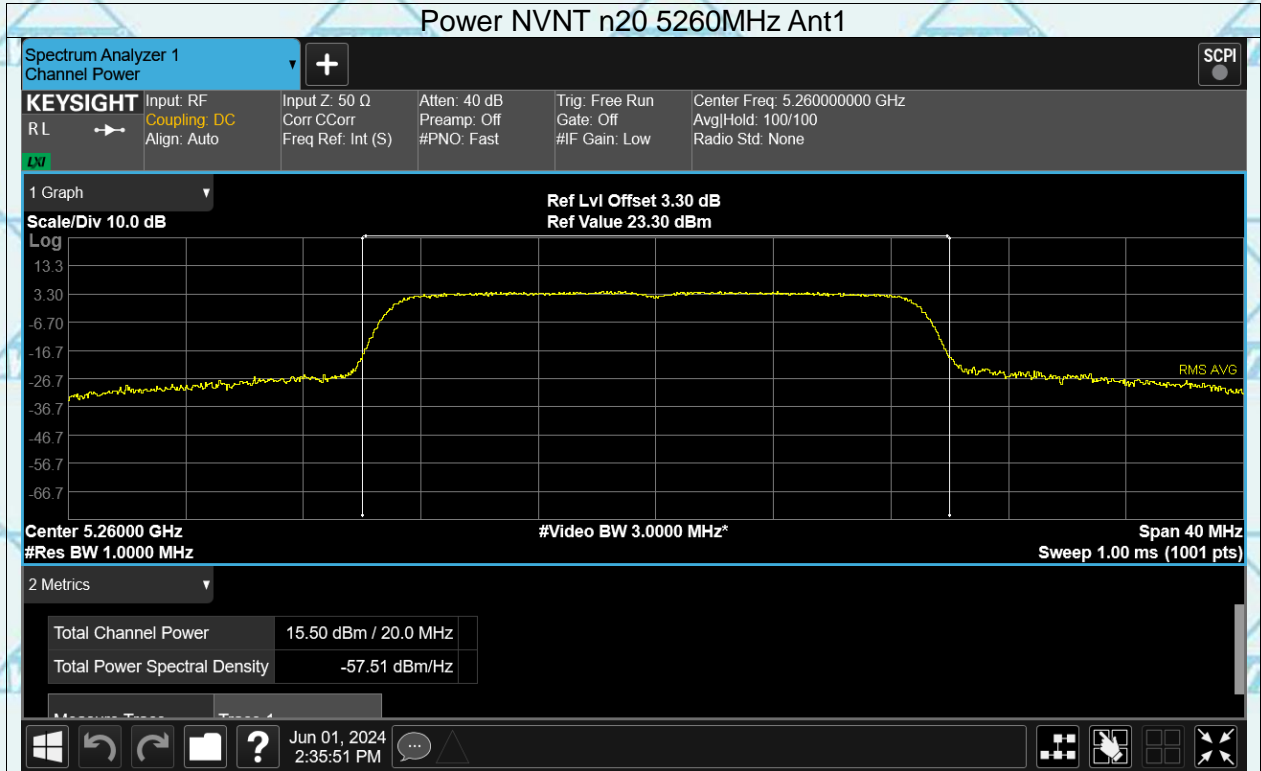 Power NVNT n20 5260MHz Ant1
Spectrum Analyzer 1
Channel Power
SCPI
KEYSIGHT
RL
LXI
Input: RF
Coupling: DC
Align: Auto
Input Z: 50 Ω
Corr CCorr
Freq Ref: Int (S)
Atten: 40 dB
Preamp: Off
#PNO: Fast
Trig: Free Run
Gate: Off
#IF Gain: Low
Center Freq: 5.260000000 GHz
Avg|Hold: 100/100
Radio Std: None
1 Graph
Scale/Div 10.0 dB
Ref Lvl Offset 3.30 dB
Ref Value 23.30 dBm
Log
13.3
3.30
-6.70
-16.7
-26.7
-36.7
-46.7
-56.7
-66.7
RMS AVG
Center 5.26000 GHz
#Video BW 3.0000 MHz*
Span 40 MHz
#Res BW 1.0000 MHz
Sweep 1.00 ms (1001 pts)
2 Metrics
Total Channel Power 15.50 dBm / 20.0 MHz
Total Power Spectral Density -57.51 dBm/Hz
Measure Trace Trace 1
?
Jun 01, 2024
2:35:51 PM